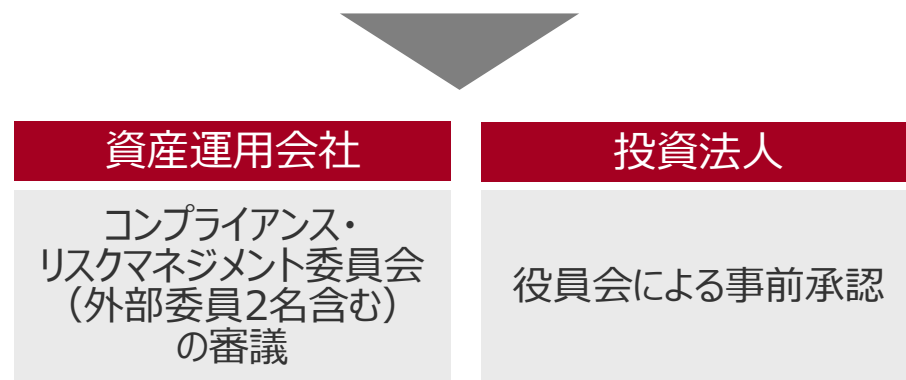 資産運用会社
コンプライアンス・
リスクマネジメント委員会
（外部委員2名含む）
の審議
投資法人
役員会による事前承認